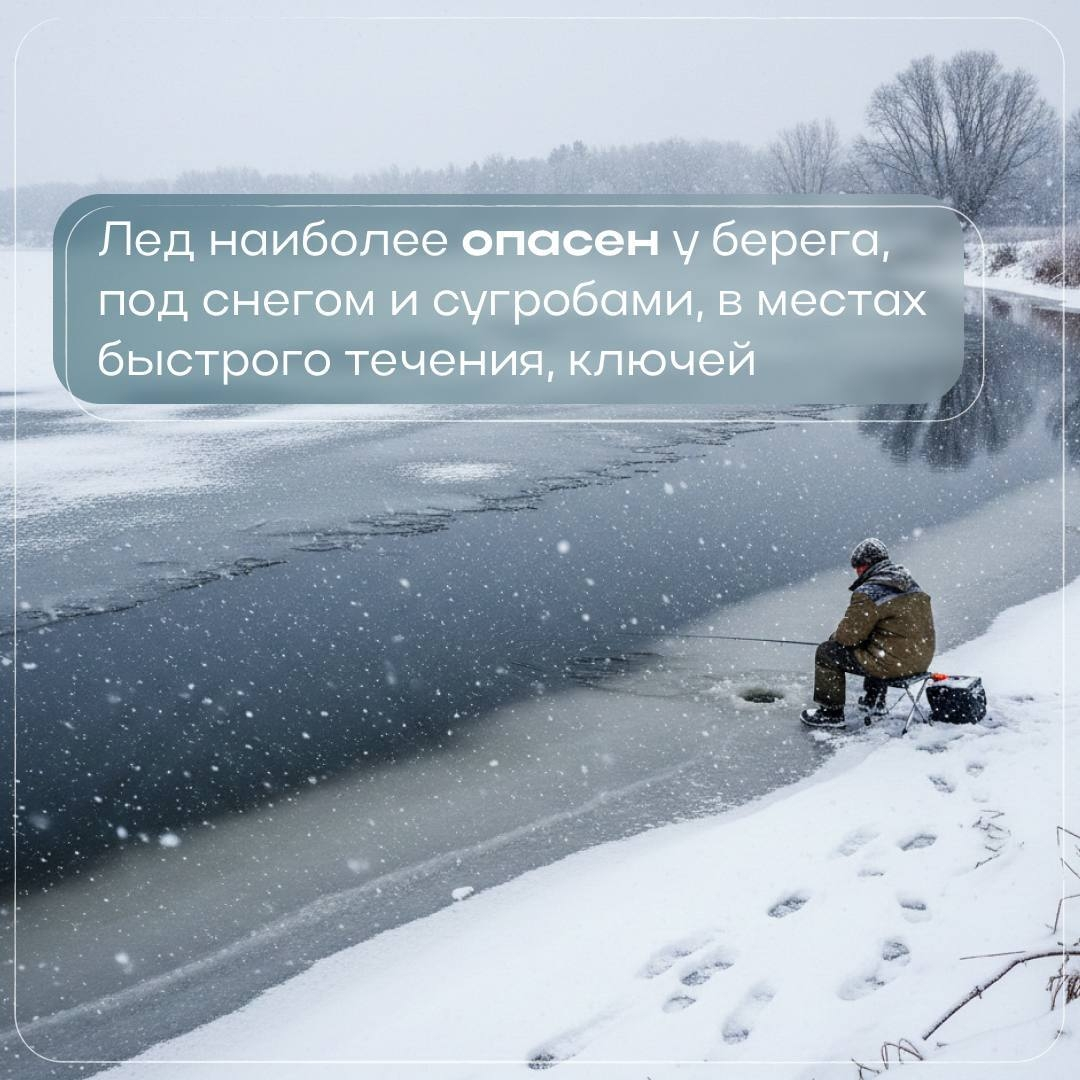 Лед наиболее опасен у берега,
под снегом и сугробами, в местах
быстрого течения, ключей